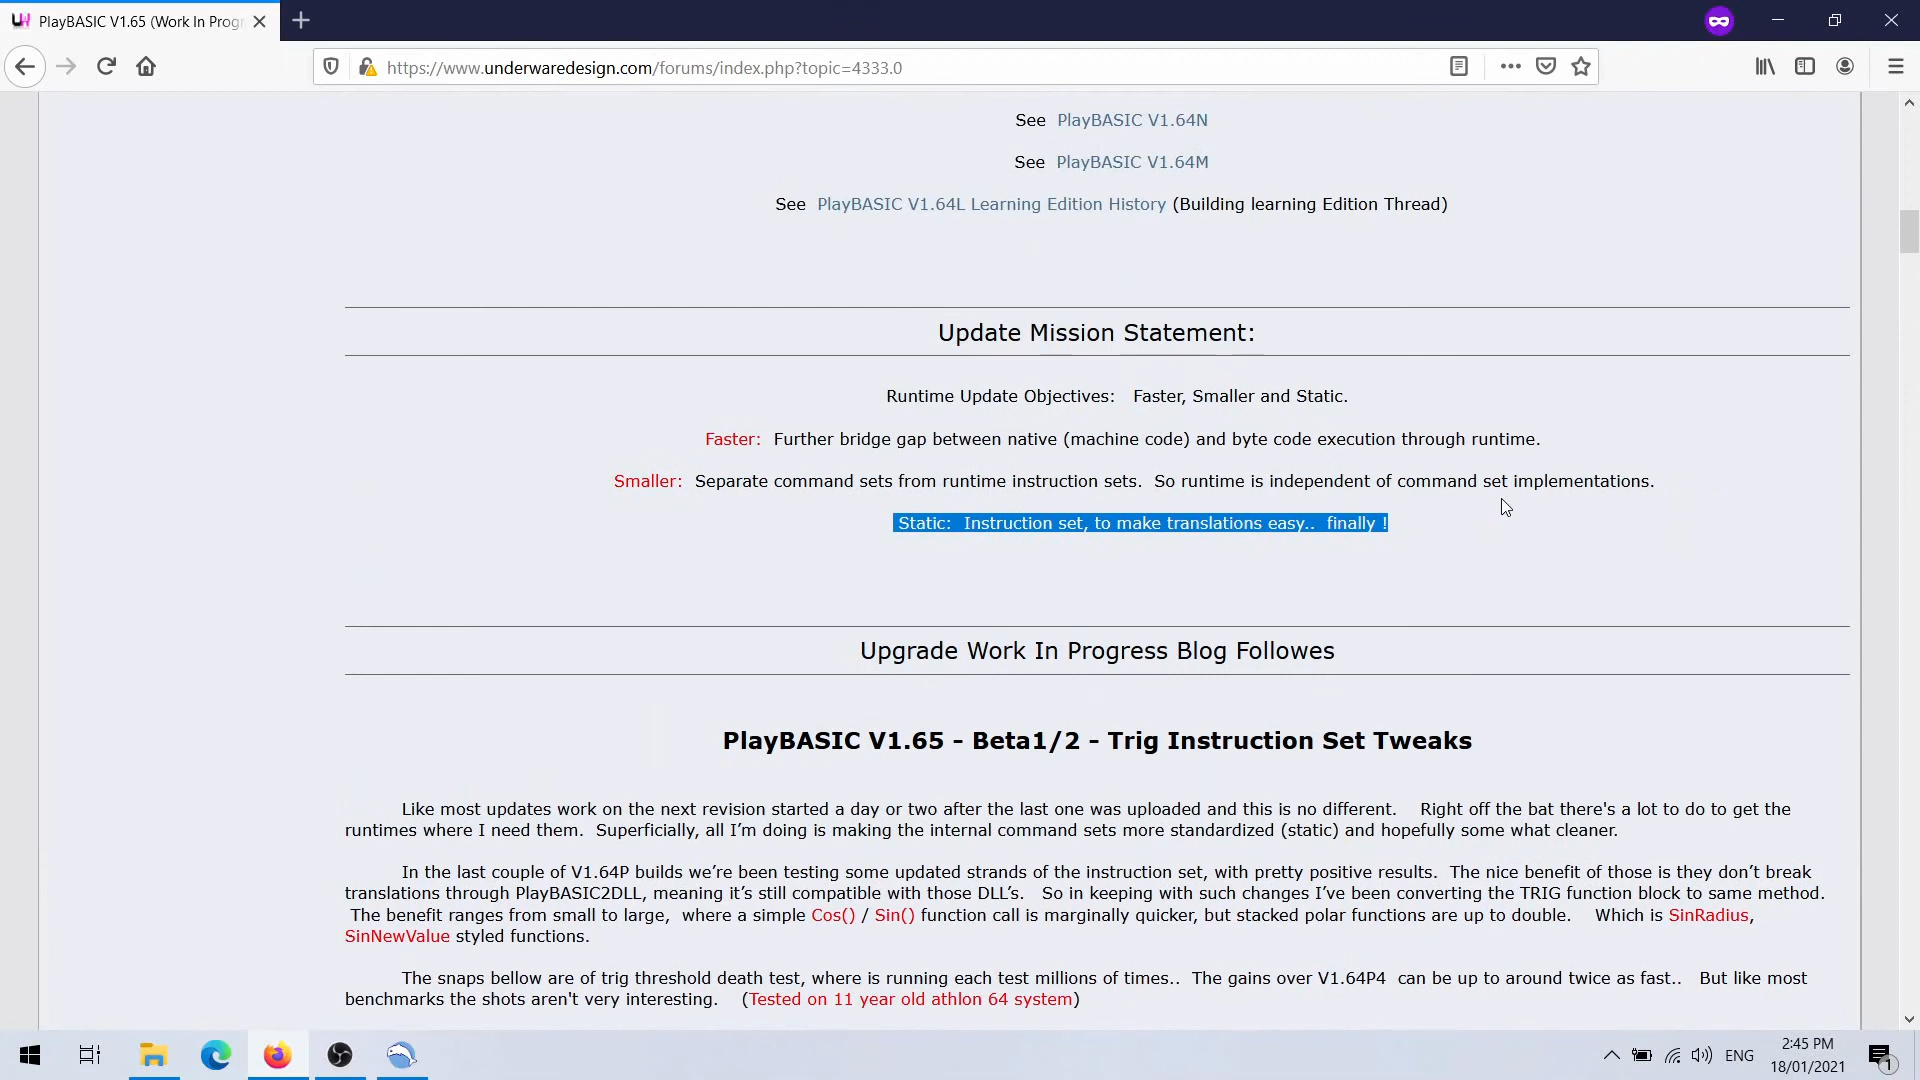 PlayBASIC V1.65 (Work In Progr
https://www.underwaredesign.com/forums/index.php?topic=4333.0
See PlayBASIC V1.64N
See PlayBASIC V1.64M
See PlayBASIC V1.64L Learning Edition History (Building learning Edition Thread)
Update Mission Statement:
Runtime Update Objectives: Faster, Smaller and Static.
Faster: Further bridge gap between native (machine code) and byte code execution through runtime.
Smaller: Separate command sets from runtime instruction sets. So runtime is independent of command set implementations.
Static: Instruction set, to make translations easy.. finally !
Upgrade Work In Progress Blog Followes
PlayBASIC V1.65 - Beta1/2 - Trig Instruction Set Tweaks
Like most updates work on the next revision started a day or two after the last one was uploaded and this is no different. Right off the bat there's a lot to do to get the
runtimes where I need them. Superficially, all I’m doing is making the internal command sets more standardized (static) and hopefully some what cleaner.
In the last couple of V1.64P builds we’re been testing some updated strands of the instruction set, with pretty positive results. The nice benefit of those is they don’t break
translations through PlayBASIC2DLL, meaning it’s still compatible with those DLL’s. So in keeping with such changes I’ve been converting the TRIG function block to same method.
The benefit ranges from small to large, where a simple Cos() / Sin() function call is marginally quicker, but stacked polar functions are up to double. Which is SinRadius,
SinNewValue styled functions.
The snaps bellow are of trig threshold death test, where is running each test millions of times.. The gains over V1.64P4 can be up to around twice as fast.. But like most
benchmarks the shots aren't very interesting. (Tested on 11 year old athlon 64 system)
ENG
2:45 PM
18/01/2021
1